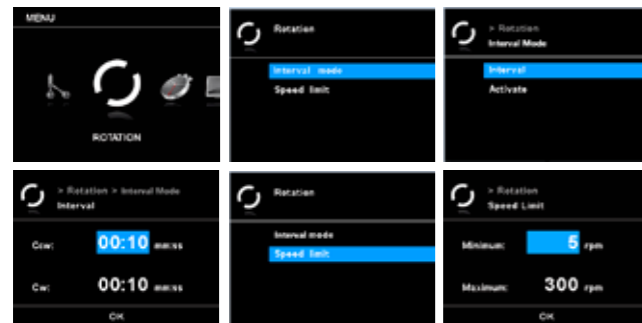 MENU
ROTATION
Rotation
Interval mode
Speed limit
> Rotation
Interval Mode
Interval
Activate
> Rotation > Interval Mode
Interval
Ccw: 00:10 mm:ss
Cw: 00:10 mm:ss
OK
Rotation
Interval mode
Speed limit
> Rotation
Speed Limit
Minimum: 5 rpm
Maximum: 300 rpm
OK